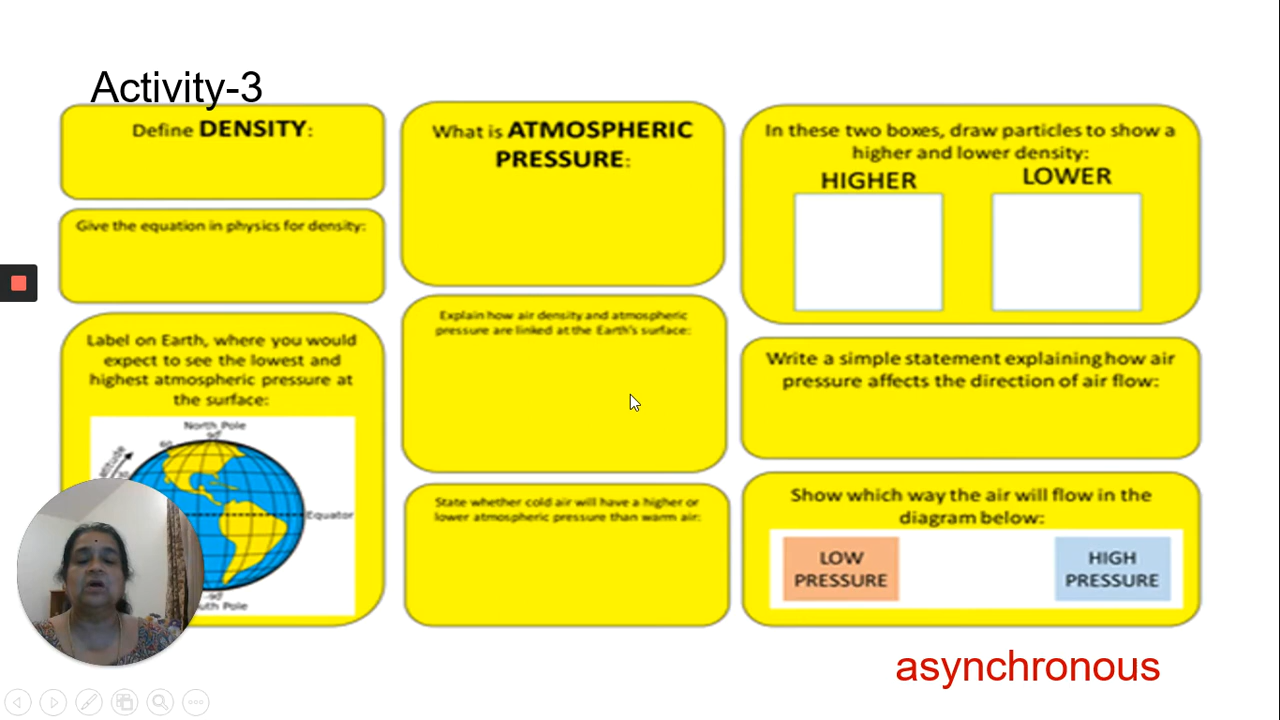 Activity-3
Define DENSITY:
Give the equation in physics for density:
Label on Earth, where you would
expect to see the lowest and
highest atmospheric pressure at
the surface:
North Pole
90
60
Equator
-90
Pole
What is ATMOSPHERIC
PRESSURE:
Explain how air density and atmospheric
pressure are linked at the Earth's surface:
State whether cold air will have a higher or
lower atmospheric pressure than warm air:
In these two boxes, draw particles to show a
higher and lower density:
HIGHER
LOWER
Write a simple statement explaining how air
pressure affects the direction of air flow:
Show which way the air will flow in the
diagram below:
LOW
PRESSURE
HIGH
PRESSURE
asynchronous